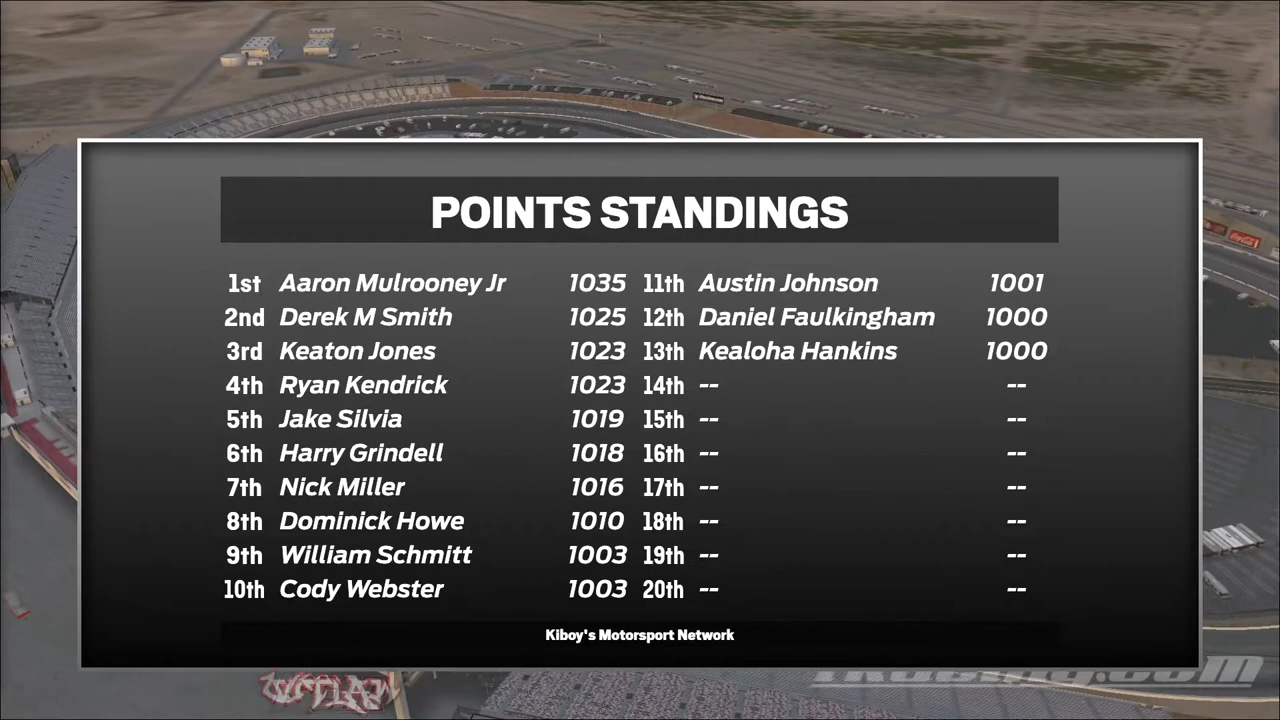 POINTS STANDINGS
1st Aaron Mulrooney Jr 1035
2nd Derek M Smith 1025
3rd Keaton Jones 1023
4th Ryan Kendrick 1023
5th Jake Silvia 1019
6th Harry Grindell 1018
7th Nick Miller 1016
8th Dominick Howe 1010
9th William Schmitt 1003
10th Cody Webster 1003
11th Austin Johnson 1001
12th Daniel Faulkingham 1000
13th Kealoha Hankins 1000
14th -- --
15th -- --
16th -- --
17th -- --
18th -- --
19th -- --
20th -- --
Kiboy's Motorsport Network
iRacing.com